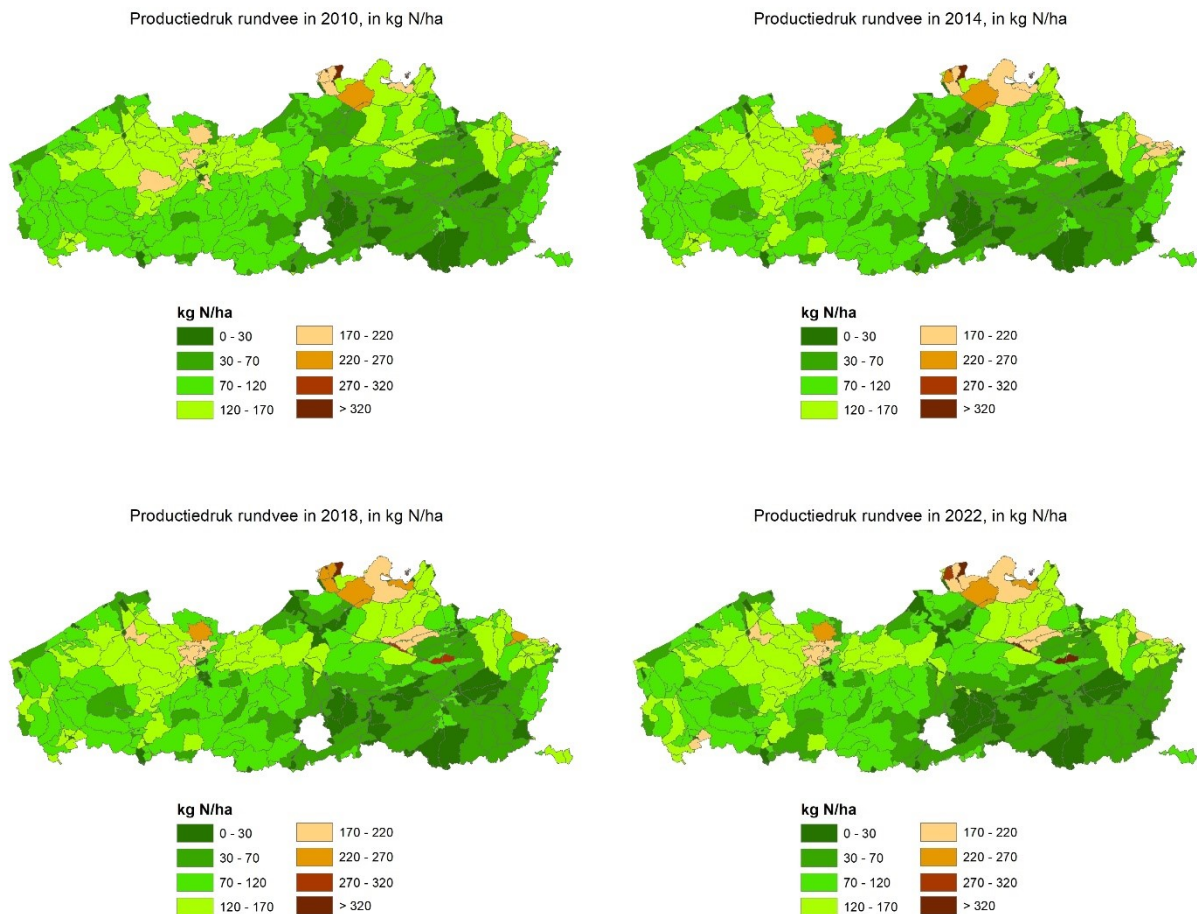 Productiedruk rundvee in 2010, in kg N/ha
Productiedruk rundvee in 2014, in kg N/ha
kg N/ha
0 - 30
170 - 220
30 - 70
220 - 270
70 - 120
270 - 320
120 - 170
> 320
kg N/ha
0 - 30
170 - 220
30 - 70
220 - 270
70 - 120
270 - 320
120 - 170
> 320
Productiedruk rundvee in 2018, in kg N/ha
Productiedruk rundvee in 2022, in kg N/ha
kg N/ha
0 - 30
170 - 220
30 - 70
220 - 270
70 - 120
270 - 320
120 - 170
> 320
kg N/ha
0 - 30
170 - 220
30 - 70
220 - 270
70 - 120
270 - 320
120 - 170
> 320